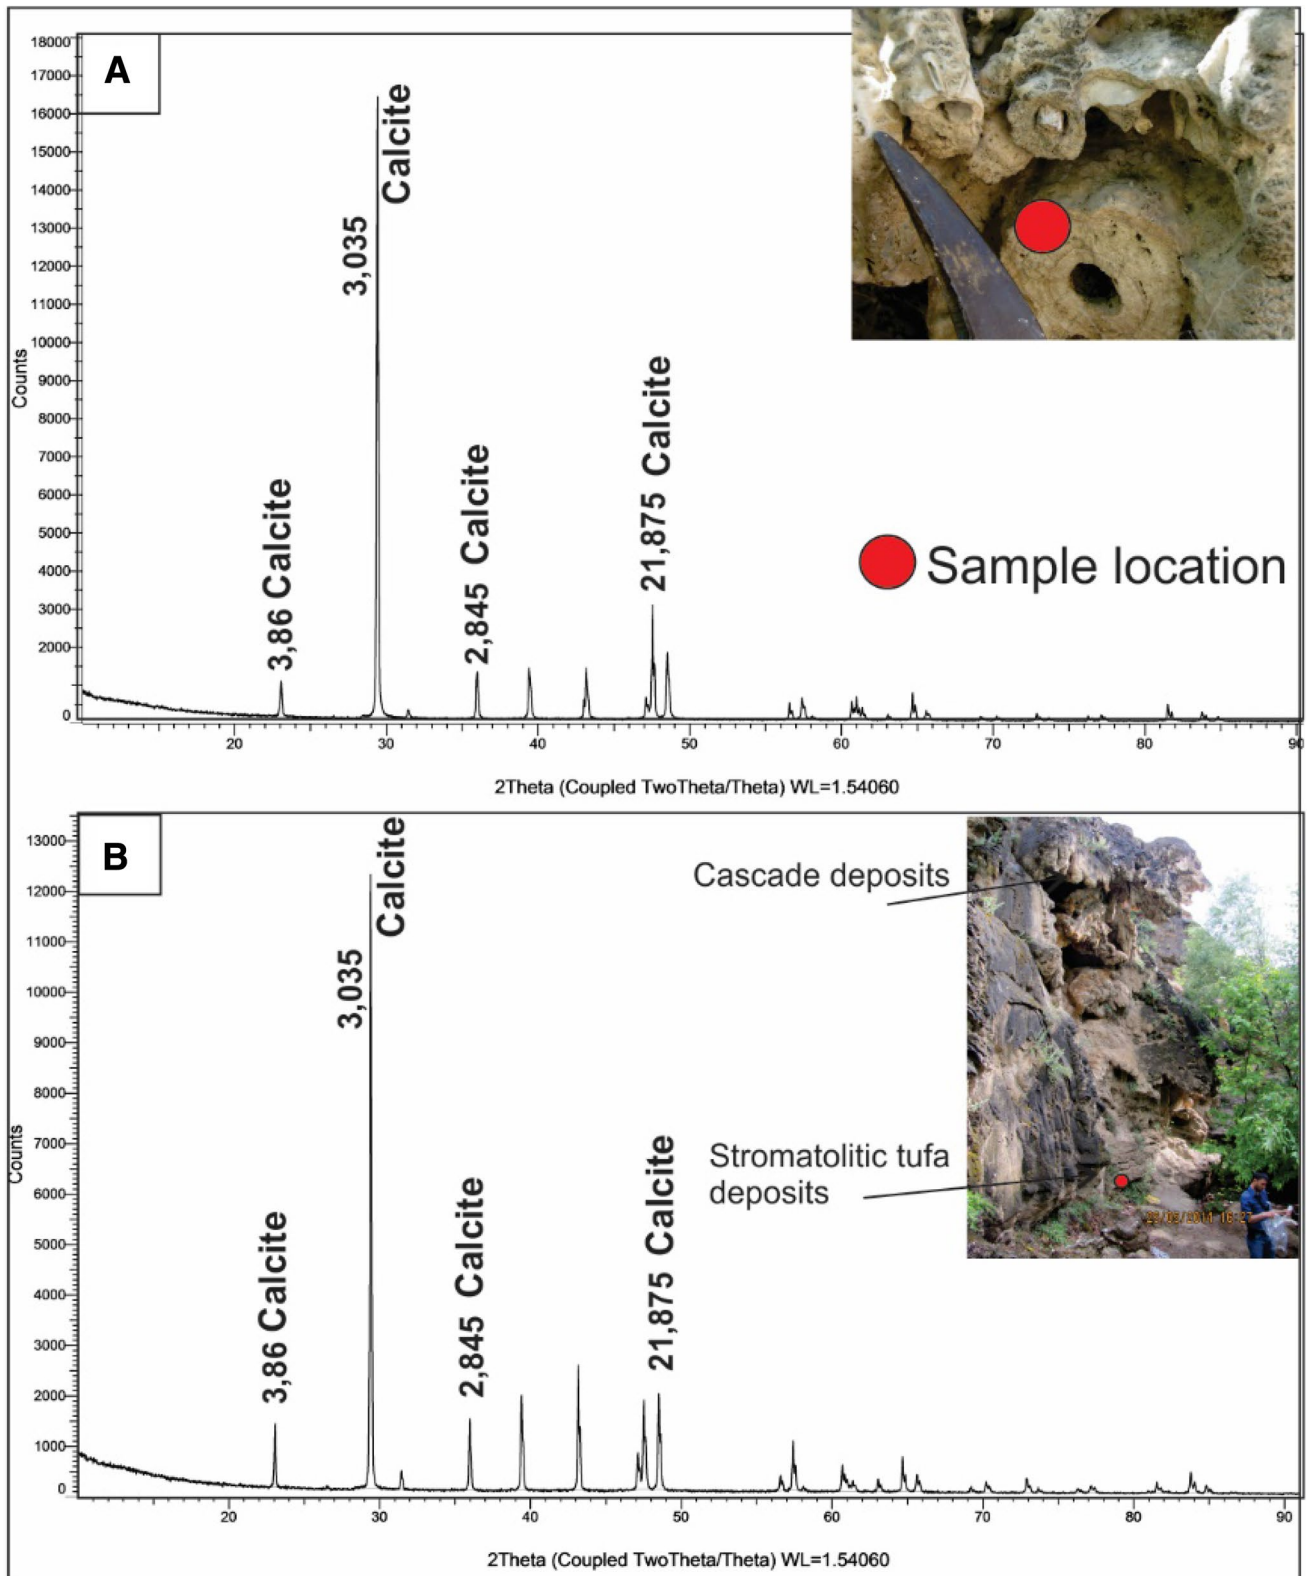 A
18000
17000
16000
15000
14000
13000
12000
11000
10000
9000
8000
7000
6000
5000
4000
3000
2000
0
Counts
3,86 Calcite
3,035
Calcite
2,845 Calcite
21,875 Calcite
Sample location
20 30 40 50 60 70 80 90
2Theta (Coupled TwoTheta/Theta) WL=1.54060
B
13000
12000
11000
10000
9000
8000
7000
6000
5000
4000
3000
2000
1000
0
Counts
3,86 Calcite
3,035
Calcite
2,845 Calcite
21,875 Calcite
Cascade deposits
Stromatolitic tufa
deposits
20 30 40 50 60 70 80 90
2Theta (Coupled TwoTheta/Theta) WL=1.54060